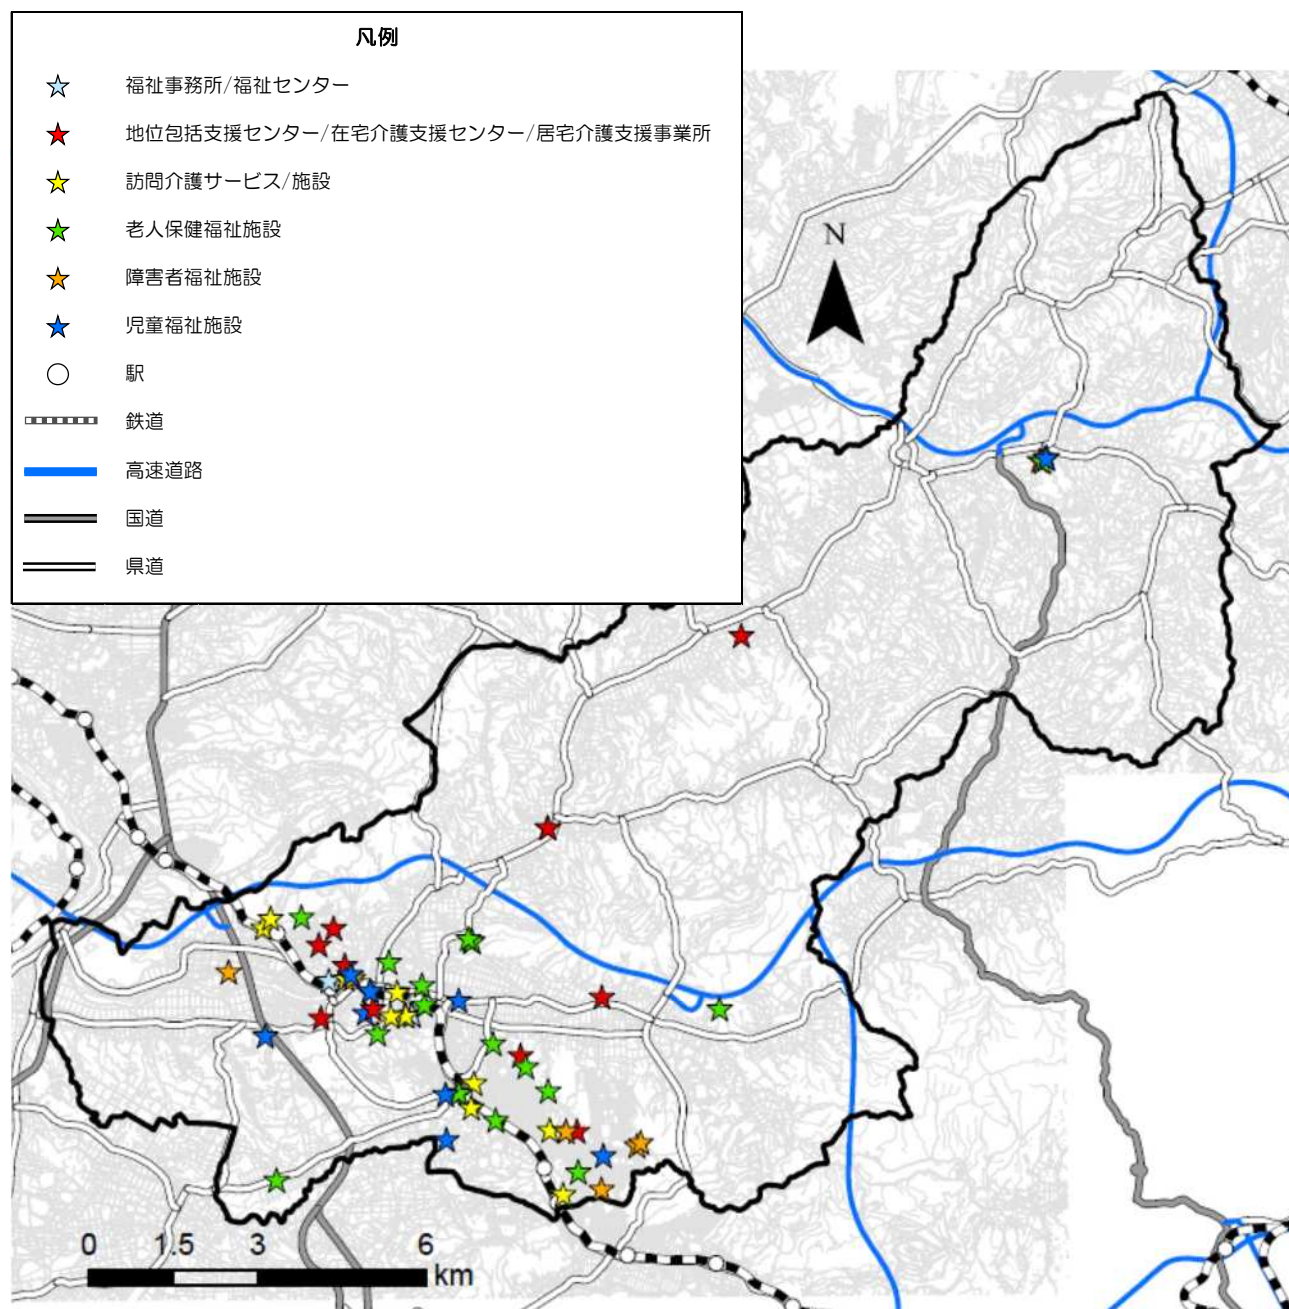 凡例
福祉事務所/福祉センター
地位包括支援センター/在宅介護支援センター/居宅介護支援事業所
訪問介護サービス/施設
老人保健福祉施設
障害者福祉施設
児童福祉施設
駅
鉄道
高速道路
国道
県道
N
0 1.5 3 6
km